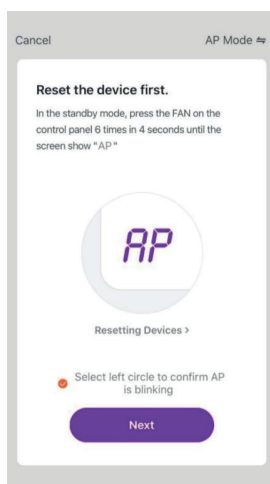 Cancel AP Mode ⇋
Reset the device first.
In the standby mode, press the FAN on the
control panel 6 times in 4 seconds until the
screen show "AP"
AP
Resetting Devices >
Select left circle to confirm AP
is blinking
Next